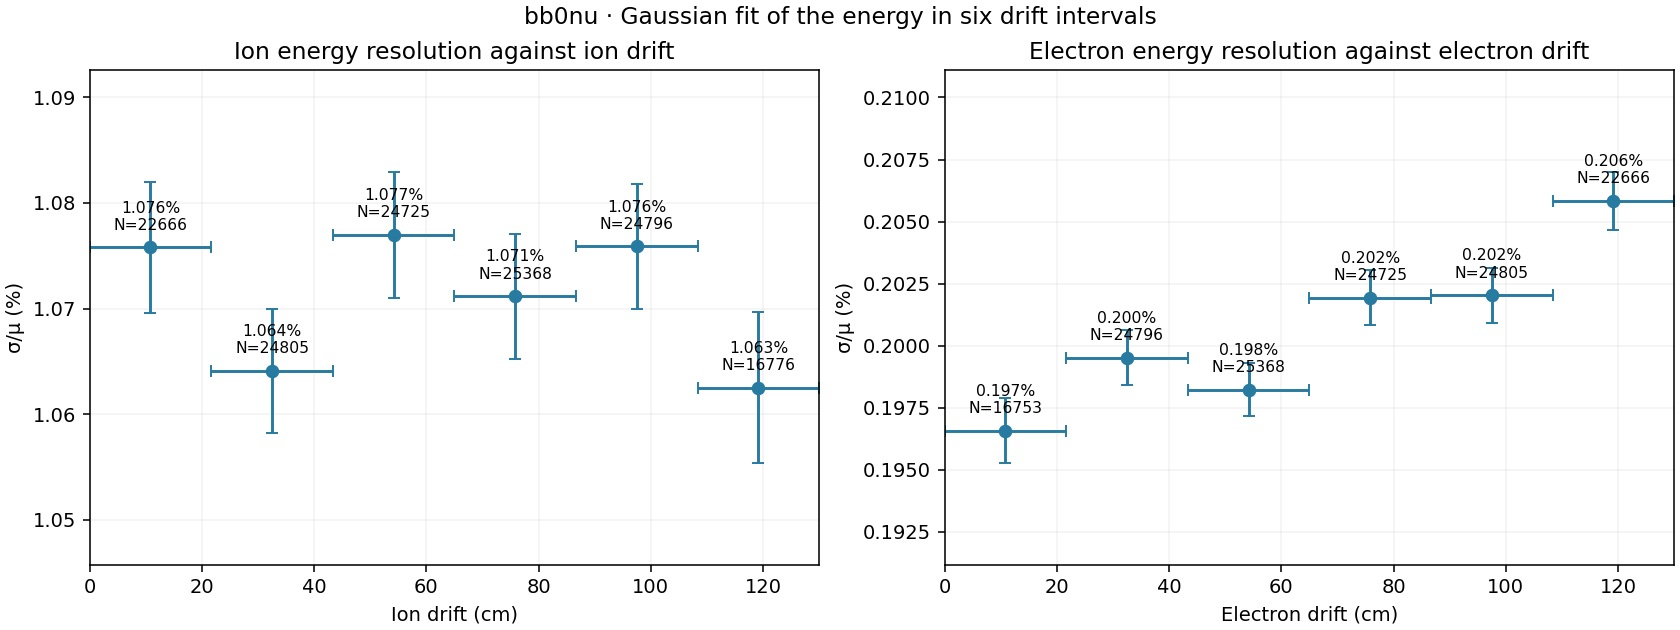 bb0nu · Gaussian fit of the energy in six drift intervals
Ion energy resolution against ion drift
σ/μ (%)
1.09
1.08
1.07
1.06
1.05
1.076%
N=22666
1.064%
N=24805
1.077%
N=24725
1.071%
N=25368
1.076%
N=24796
1.063%
N=16776
0 20 40 60 80 100 120
Ion drift (cm)
Electron energy resolution against electron drift
σ/μ (%)
0.2100
0.2075
0.2050
0.2025
0.2000
0.1975
0.1950
0.1925
0.197%
N=16753
0.200%
N=24796
0.198%
N=25368
0.202%
N=24725
0.202%
N=24805
0.206%
N=22666
0 20 40 60 80 100 120
Electron drift (cm)